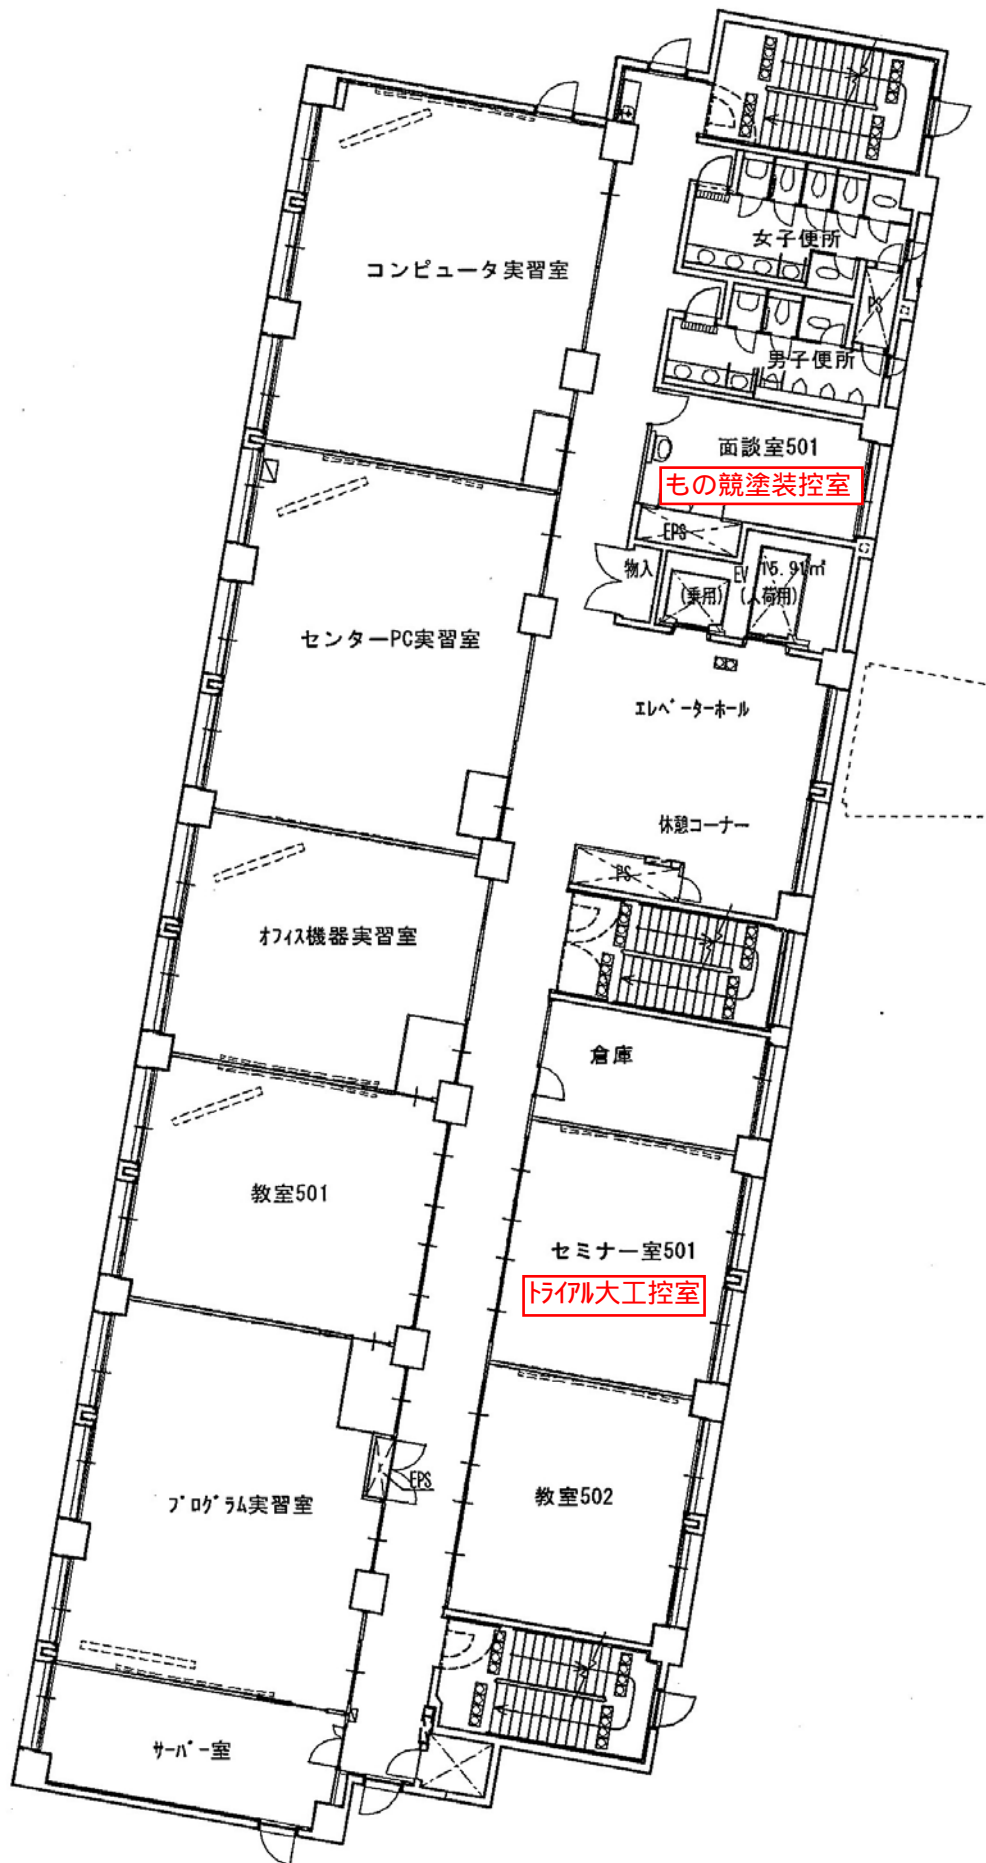 女子便所
コンピュータ実習室
PS
男子便所
面談室501
もの競塗装控室
EPS
物入
EV
15.91㎡
(乗用)
(人荷用)
センターPC実習室
エレベーターホール
休憩コーナー
PS
オフィス機器実習室
倉庫
教室501
セミナー室501
トライアル大工控室
EPS
教室502
プログラム実習室
サーバー室